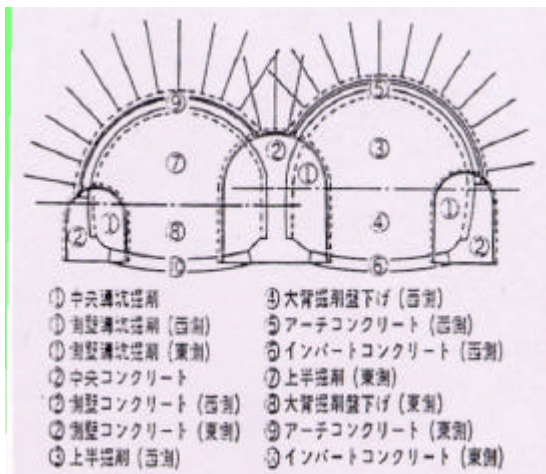 ⑨
⑤
② ③
⑦ ①
① ①
② ⑧ ④ ②
⑩ ⑥
① 中央導坑掘削
① 側壁導坑掘削 (西側)
① 側壁導坑掘削 (東側)
② 中央コンクリート
② 側壁コンクリート (西側)
② 側壁コンクリート (東側)
③ 上半掘削 (西側)
④ 大背掘削盤下げ (西側)
⑤ アーチコンクリート (西側)
⑥ インバートコンクリート (西側)
⑦ 上半掘削 (東側)
⑧ 大背掘削盤下げ (東側)
⑨ アーチコンクリート (東側)
⑩ インバートコンクリート (東側)